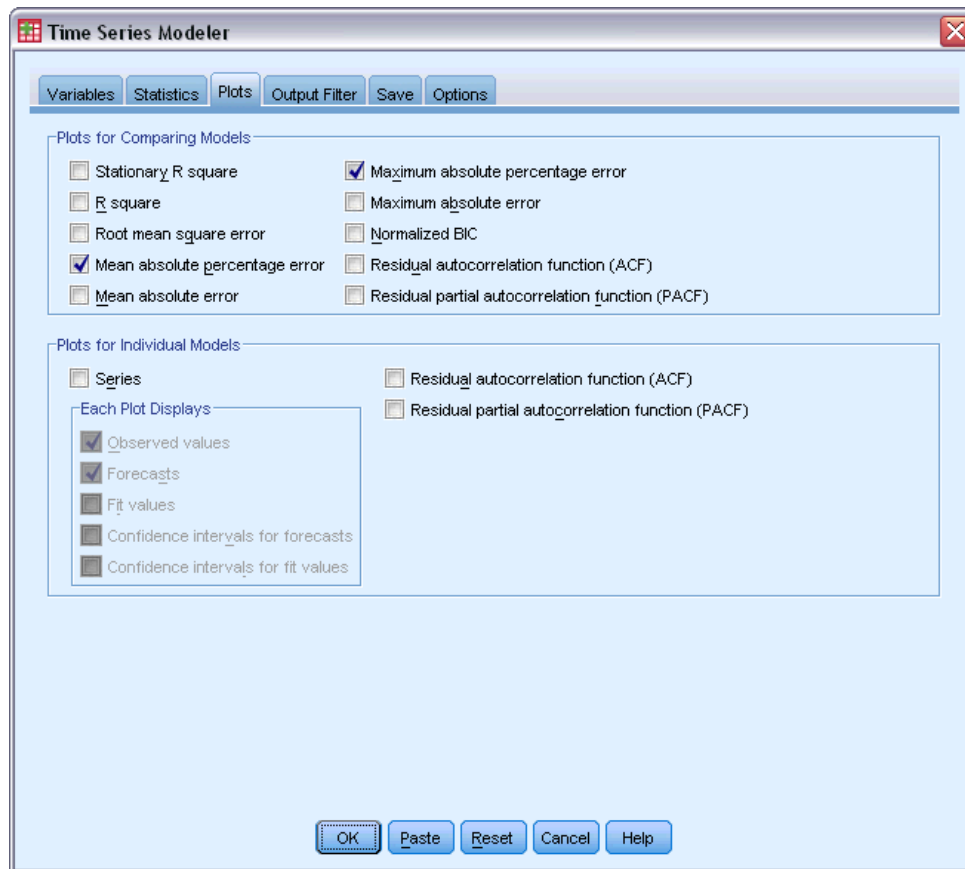 Time Series Modeler
Variables Statistics Plots Output Filter Save Options
Plots for Comparing Models
Stationary R square
R square
Root mean square error
Mean absolute percentage error
Mean absolute error
Maximum absolute percentage error
Maximum absolute error
Normalized BIC
Residual autocorrelation function (ACF)
Residual partial autocorrelation function (PACF)
Plots for Individual Models
Series
Each Plot Displays
Observed values
Forecasts
Fit values
Confidence intervals for forecasts
Confidence intervals for fit values
Residual autocorrelation function (ACF)
Residual partial autocorrelation function (PACF)
OK Paste Reset Cancel Help